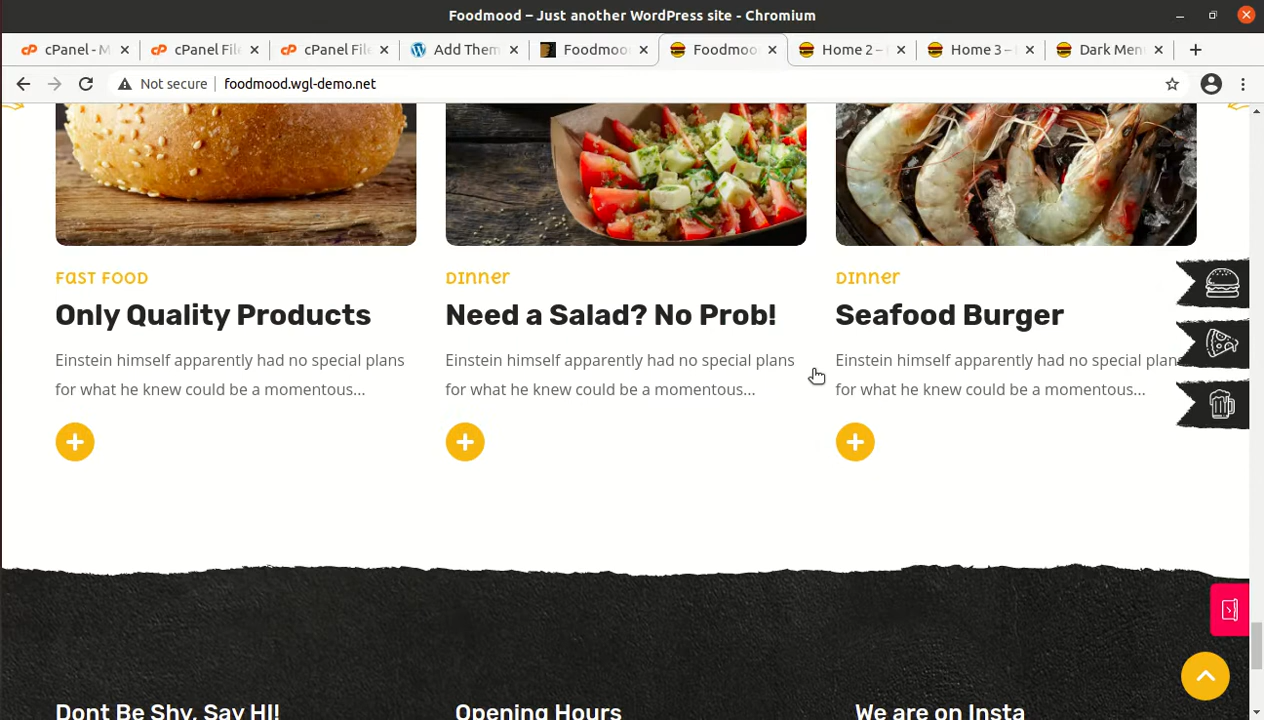 Foodmood – Just another WordPress site - Chromium
cPanel - M
cPanel File
cPanel File
Add Them
Foodmoo
Foodmoo
Home 2 –
Home 3 –
Dark Men
Not secure
foodmood.wgl-demo.net
Fast Food
Dinner
Dinner
Only Quality Products
Need a Salad? No Prob!
Seafood Burger
Einstein himself apparently had no special plans
for what he knew could be a momentous...
Einstein himself apparently had no special plans
for what he knew could be a momentous...
Einstein himself apparently had no special plans
for what he knew could be a momentous...
Dont Be Shy, Say HI!
Opening Hours
We are on Insta